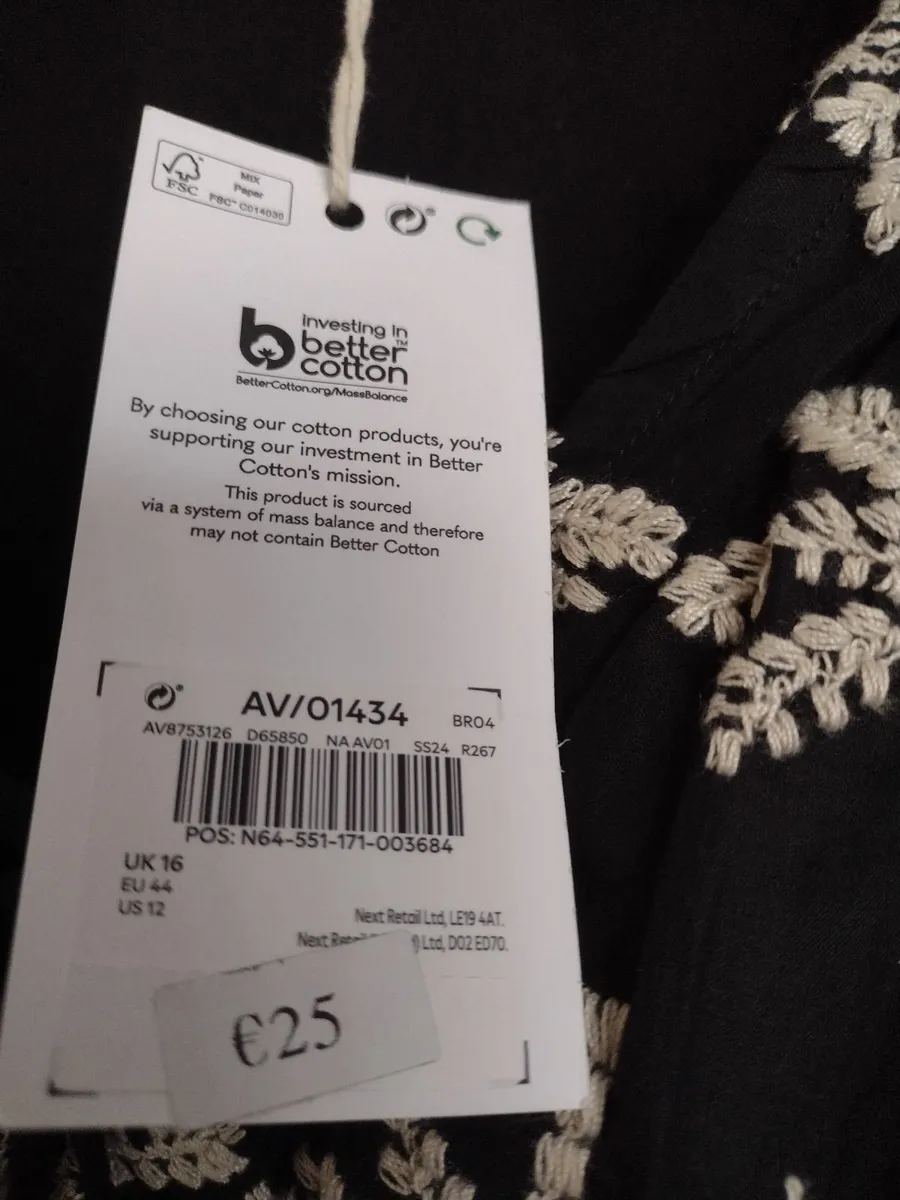 FSC
MIX
Paper
FSC™ C014030
investing in
better™
cotton
BetterCotton.org/MassBalance
By choosing our cotton products, you're
supporting our investment in Better
Cotton's mission.
This product is sourced
via a system of mass balance and therefore
may not contain Better Cotton
AV/01434
BR04
AV8753126 D65850 NA AV01 SS24 R267
POS: N64-551-171-003684
UK 16
EU 44
US 12
Next Retail Ltd, LE19 4AT.
Next Ltd, D02 ED70.
€25